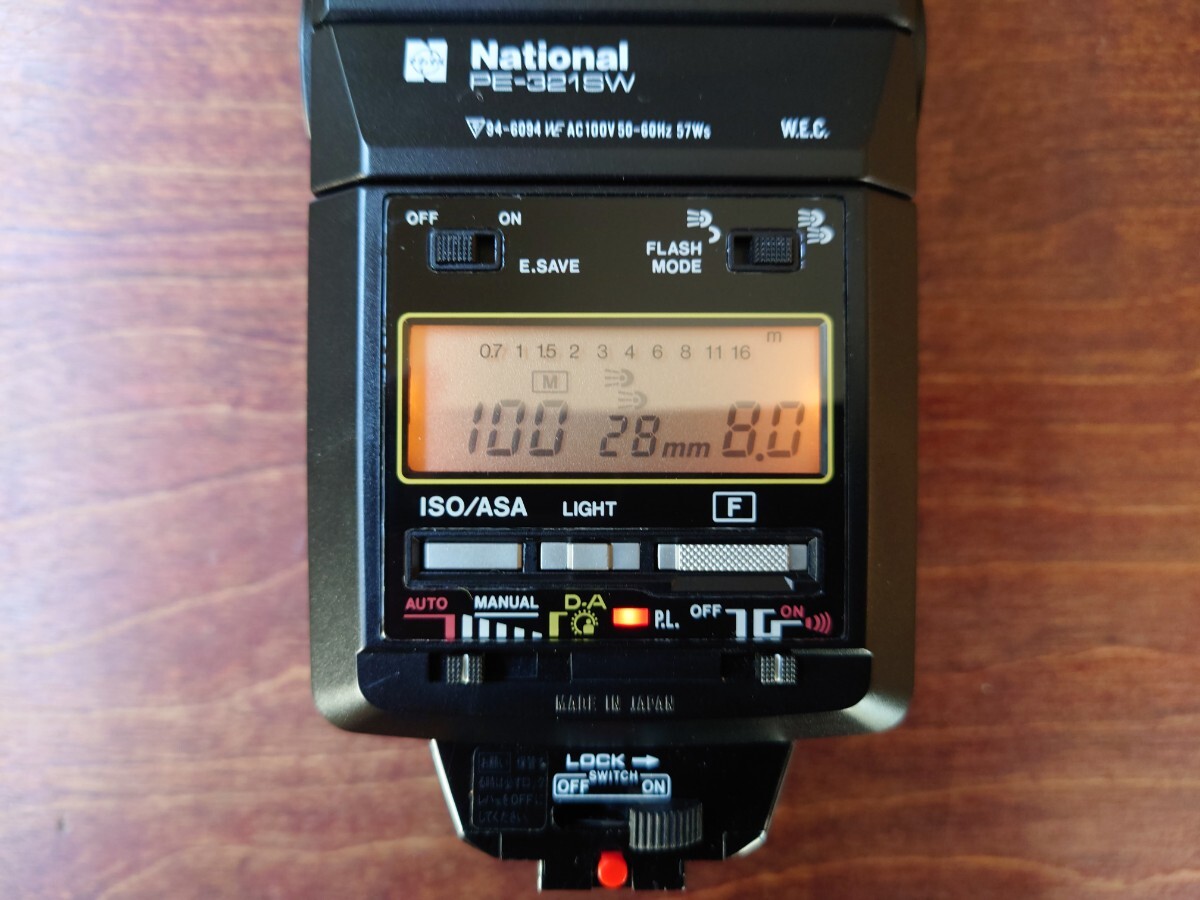 National
PE-321SW
94-6094 AC100V 50-60Hz 57Ws W.E.C.
OFF ON
E.SAVE
FLASH
MODE
m
0.7 1 1.5 2 3 4 6 8 11 16
M
100 28mm 8.0
ISO/ASA LIGHT F
AUTO MANUAL D-A P.L. OFF ON
MADE IN JAPAN
LOCK
SWITCH
OFF ON